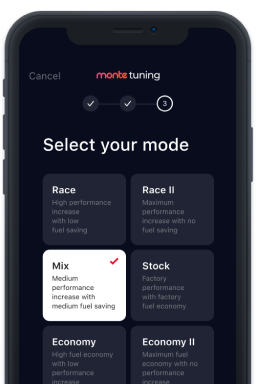 Cancel
monte tuning
3
Select your mode
Race
High performance
increase
with low
fuel saving
Race II
Maximum
performance
increase with no
fuel saving
Mix
Medium
performance
increase with
medium fuel saving
Stock
Factory
performance
with factory
fuel economy
Economy
High fuel economy
with low
performance
increase
Economy II
Maximum fuel
economy with no
performance
increase